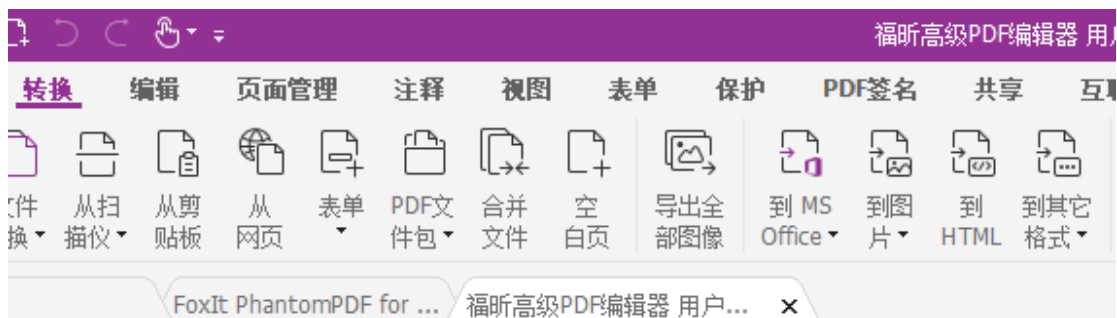 福昕高级PDF编辑器 用户
转换 编辑 页面管理 注释 视图 表单 保护 PDF签名 共享
件 从扫 从剪 从 表单 PDF文 合并 空 导出全 到 MS 到图 到 到其它
换 描仪 贴板 网页 件包 文件 白页 部图像 Office 片 HTML 格式
FoxIt PhantomPDF for ... 福昕高级PDF编辑器 用户...